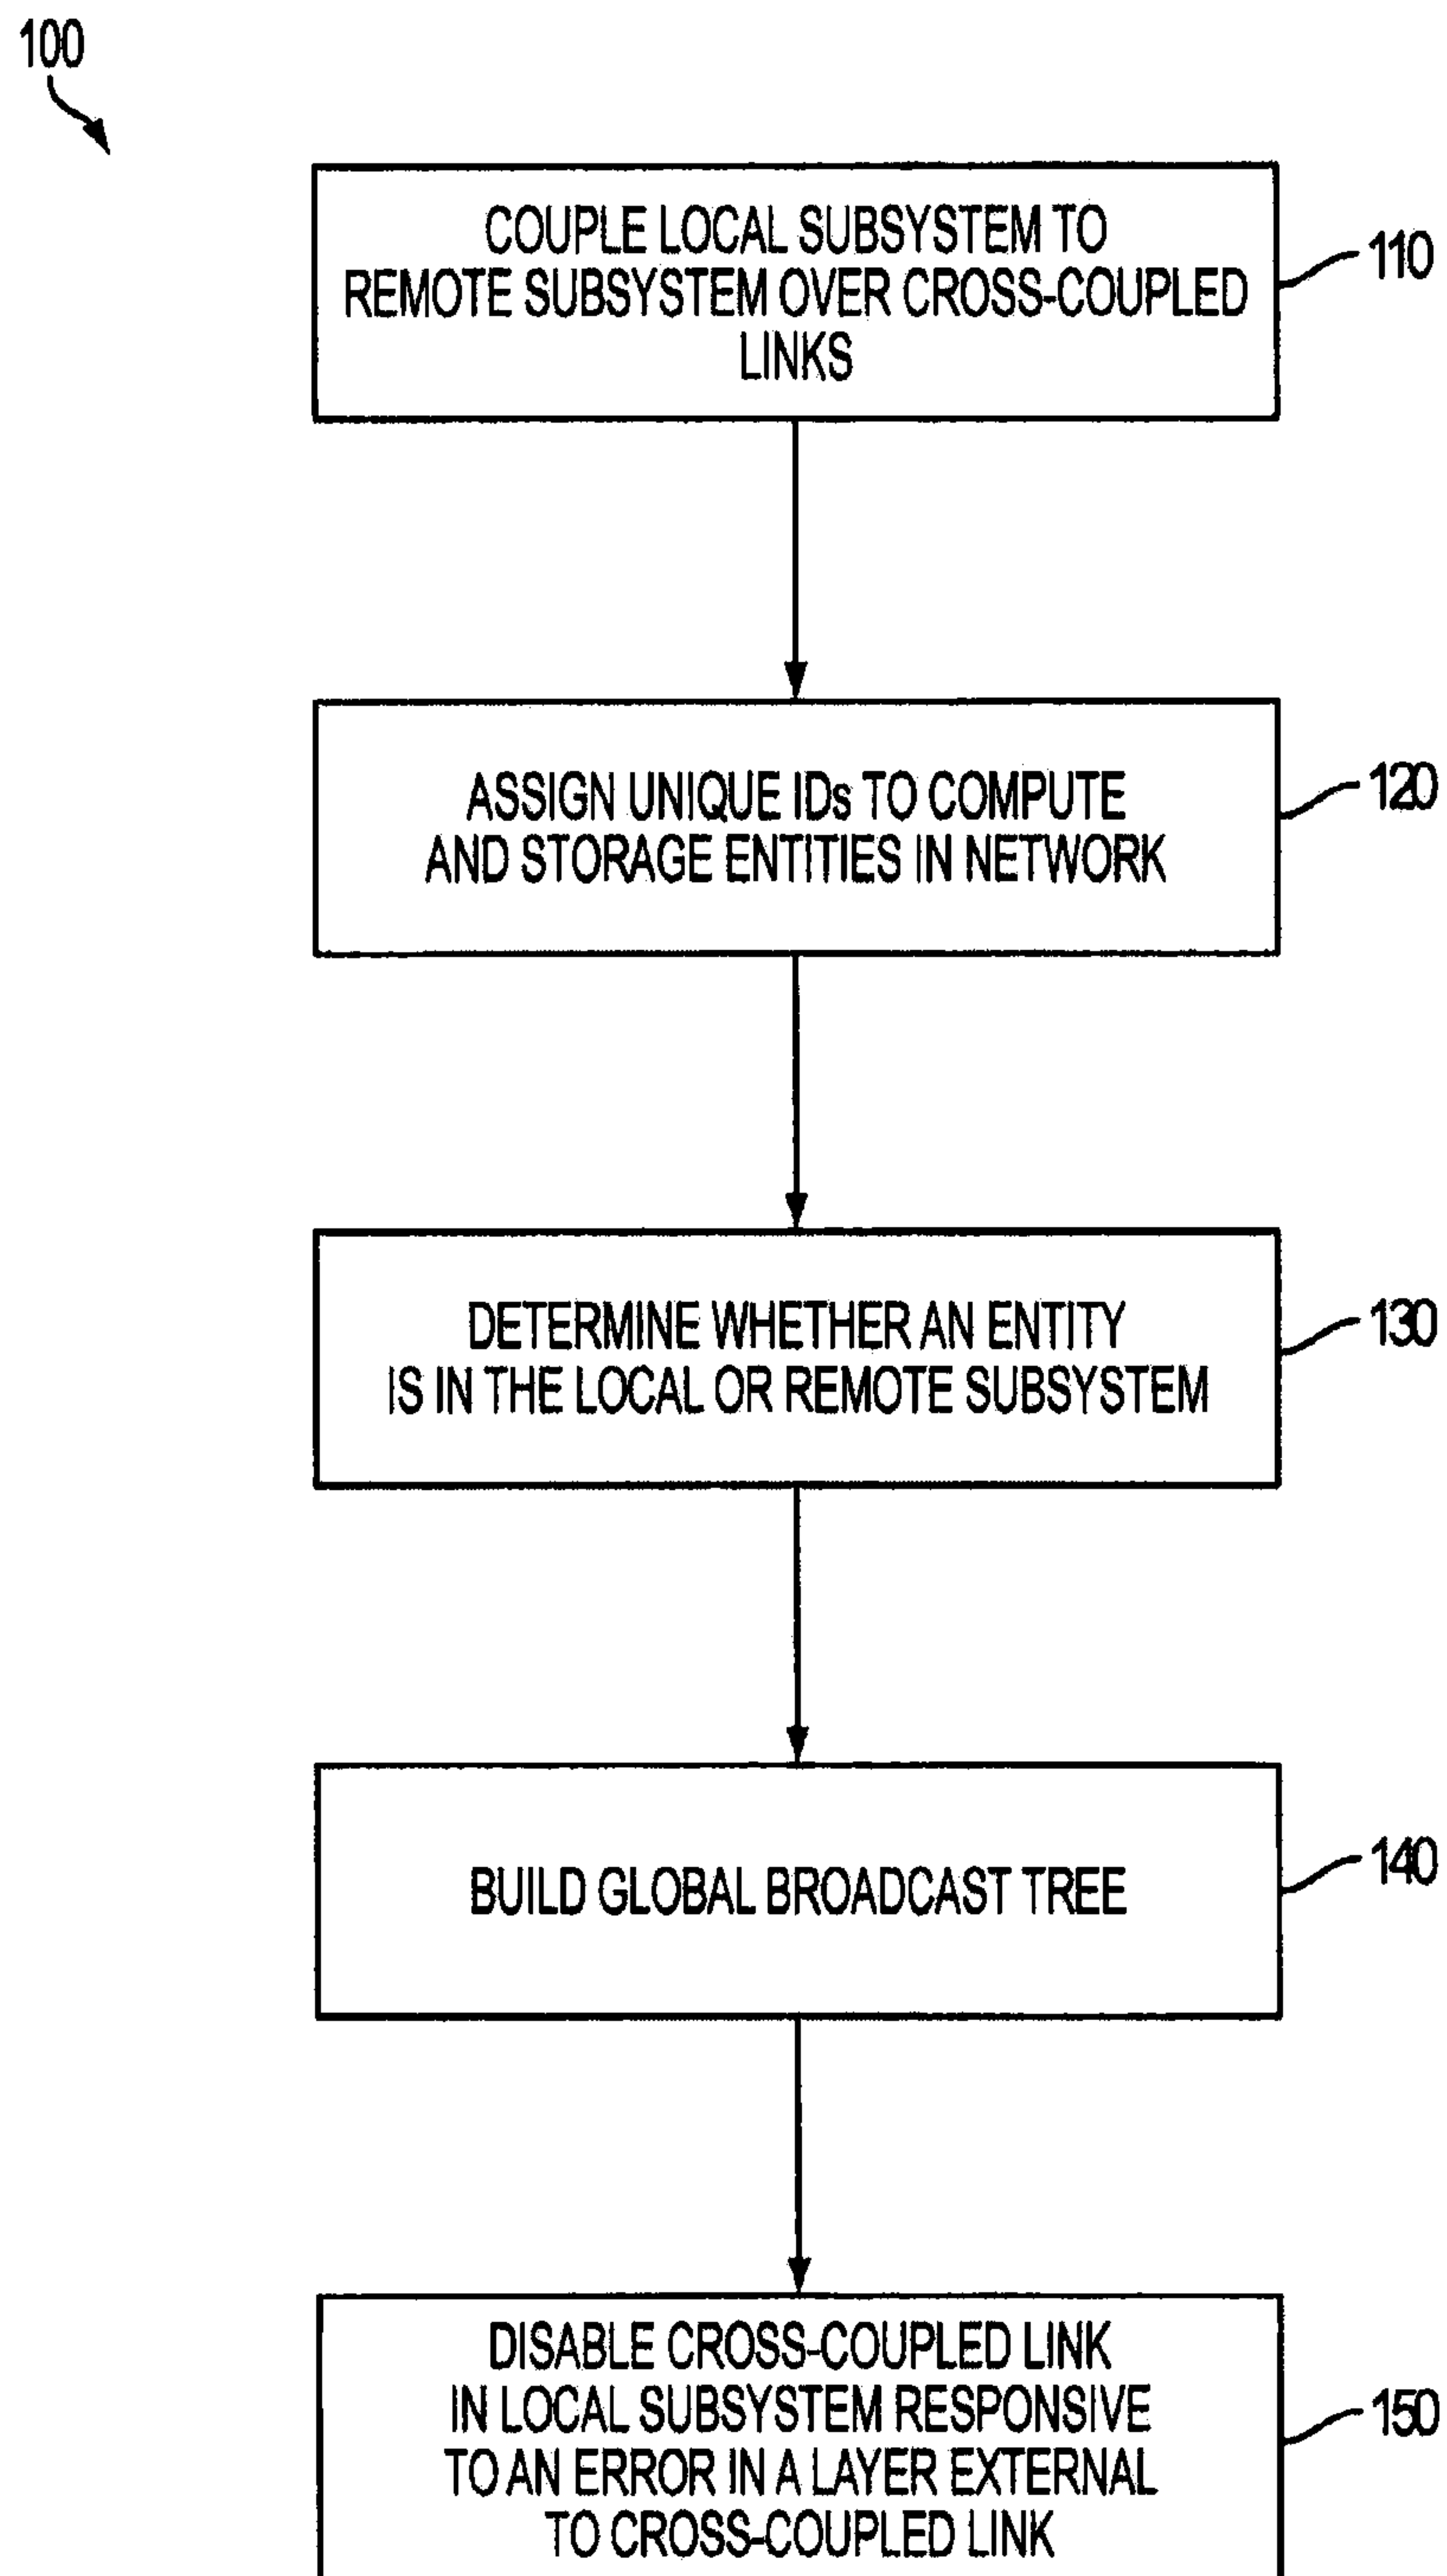 100
COUPLE LOCAL SUBSYSTEM TO
REMOTE SUBSYSTEM OVER CROSS-COUPLED
LINKS
110
ASSIGN UNIQUE IDs TO COMPUTE
AND STORAGE ENTITIES IN NETWORK
120
DETERMINE WHETHER AN ENTITY
IS IN THE LOCAL OR REMOTE SUBSYSTEM
130
BUILD GLOBAL BROADCAST TREE
140
DISABLE CROSS-COUPLED LINK
IN LOCAL SUBSYSTEM RESPONSIVE
TO AN ERROR IN A LAYER EXTERNAL
TO CROSS-COUPLED LINK
150